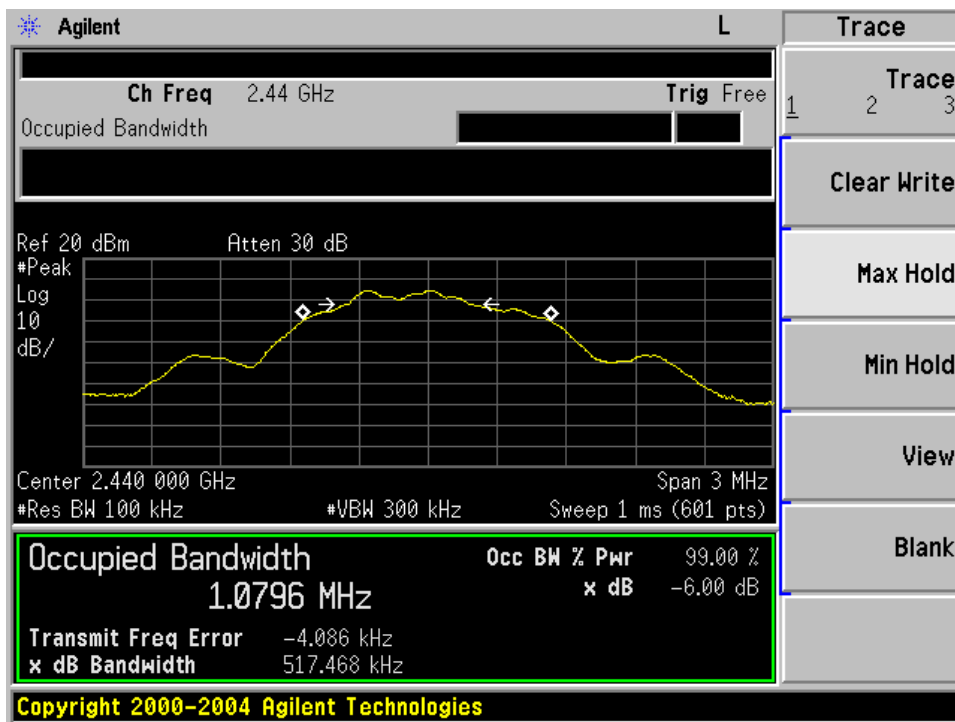 Agilent L Trace
Ch Freq 2.44 GHz Trig Free
Occupied Bandwidth
Trace
1 2 3
Clear Write
Ref 20 dBm Atten 30 dB
#Peak
Log
10
dB/
Max Hold
Min Hold
View
Center 2.440 000 GHz Span 3 MHz
#Res BW 100 kHz #VBW 300 kHz Sweep 1 ms (601 pts)
Occupied Bandwidth Occ BW % Pwr 99.00 %
1.0796 MHz x dB -6.00 dB
Blank
Transmit Freq Error -4.086 kHz
x dB Bandwidth 517.468 kHz
Copyright 2000-2004 Agilent Technologies